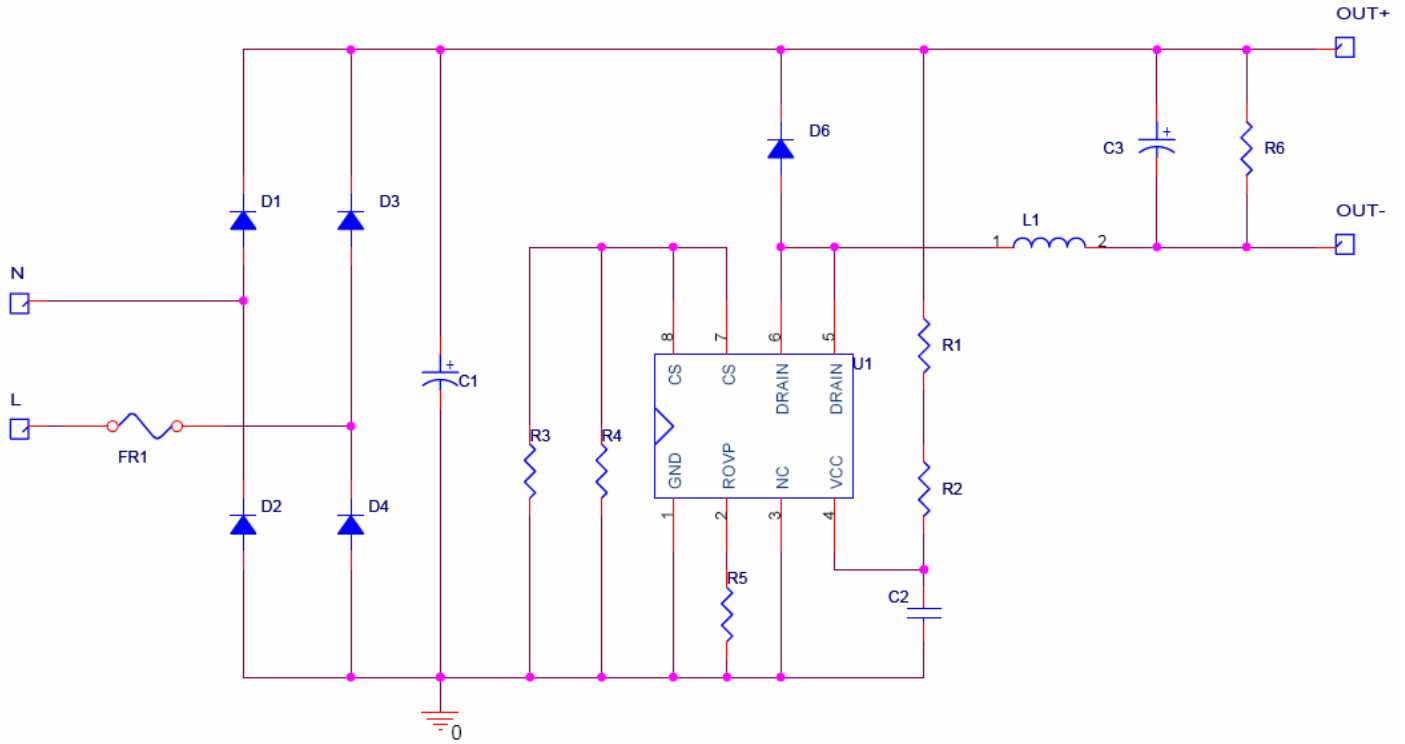 OUT+
D6
C3
+
R6
D1
D3
OUT-
L1
1
2
N
8
7
6
5
R1
+
C1
U1
CS
CS
DRAIN
DRAIN
L
FR1
R3
R4
GND
ROVP
NC
VCC
R2
D2
D4
1
2
3
4
R5
C2
0